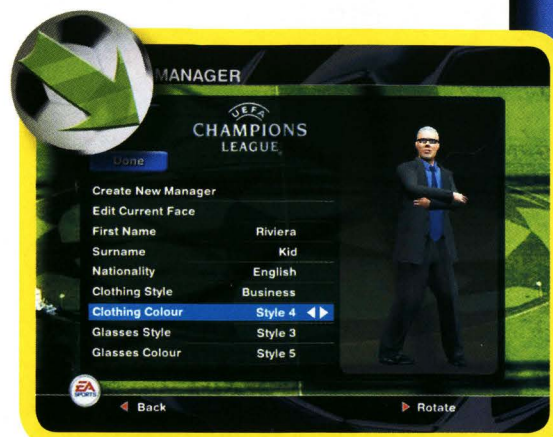 MANAGER
UEFA
CHAMPIONS
LEAGUE
Done
Create New Manager
Edit Current Face
First Name Riviera
Surname Kid
Nationality English
Clothing Style Business
Clothing Colour Style 4
Glasses Style Style 3
Glasses Colour Style 5
EA
SPORTS
Back Rotate